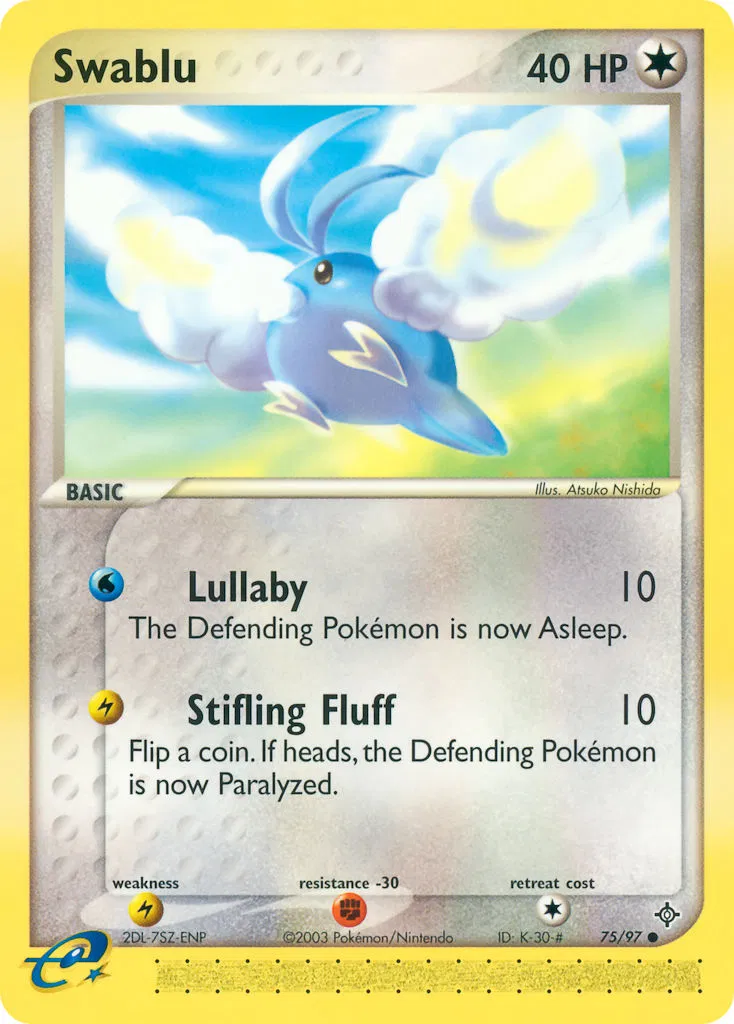 Swablu 40 HP
BASIC
Illus. Atsuko Nishida
Lullaby 10
The Defending Pokémon is now Asleep.
Stifling Fluff 10
Flip a coin. If heads, the Defending Pokémon
is now Paralyzed.
weakness resistance -30 retreat cost
2DL-7SZ-ENP ©2003 Pokémon/Nintendo ID: K-30-# 75/97
e